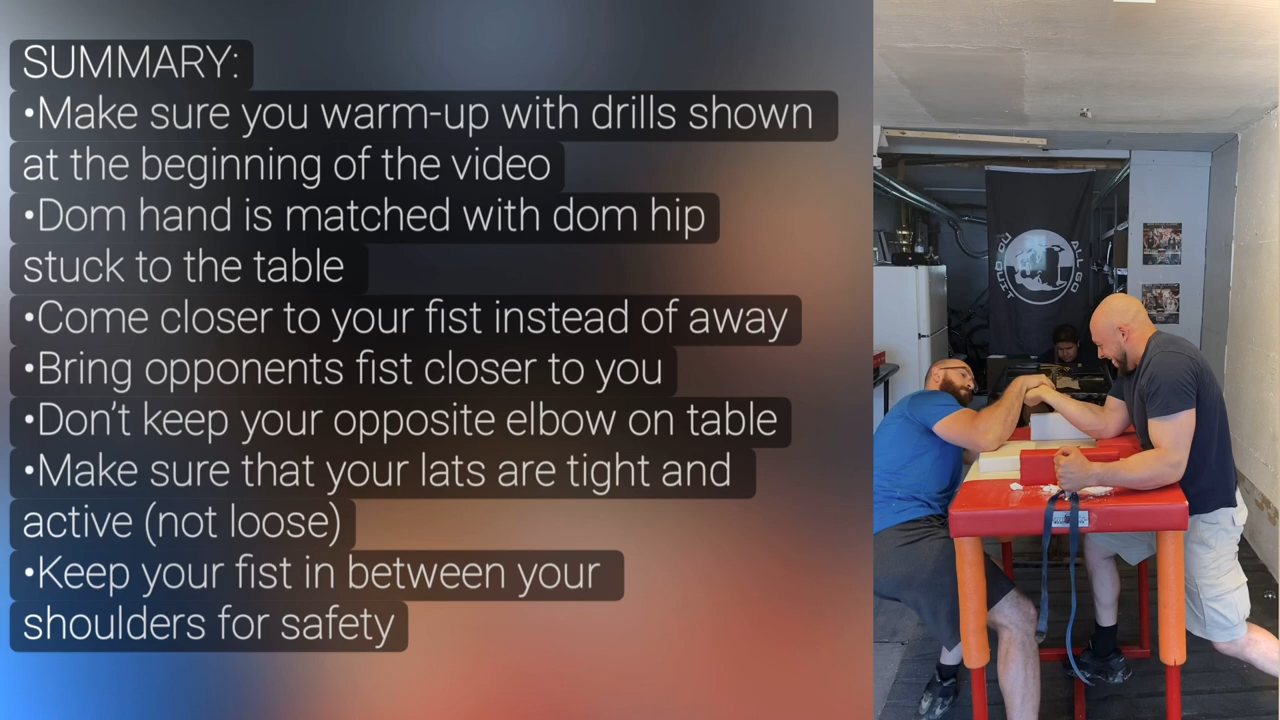 SUMMARY:
•Make sure you warm-up with drills shown
at the beginning of the video
•Dom hand is matched with dom hip
stuck to the table
•Come closer to your fist instead of away
•Bring opponents fist closer to you
•Don't keep your opposite elbow on table
•Make sure that your lats are tight and
active (not loose)
•Keep your fist in between your
shoulders for safety
ALL GO